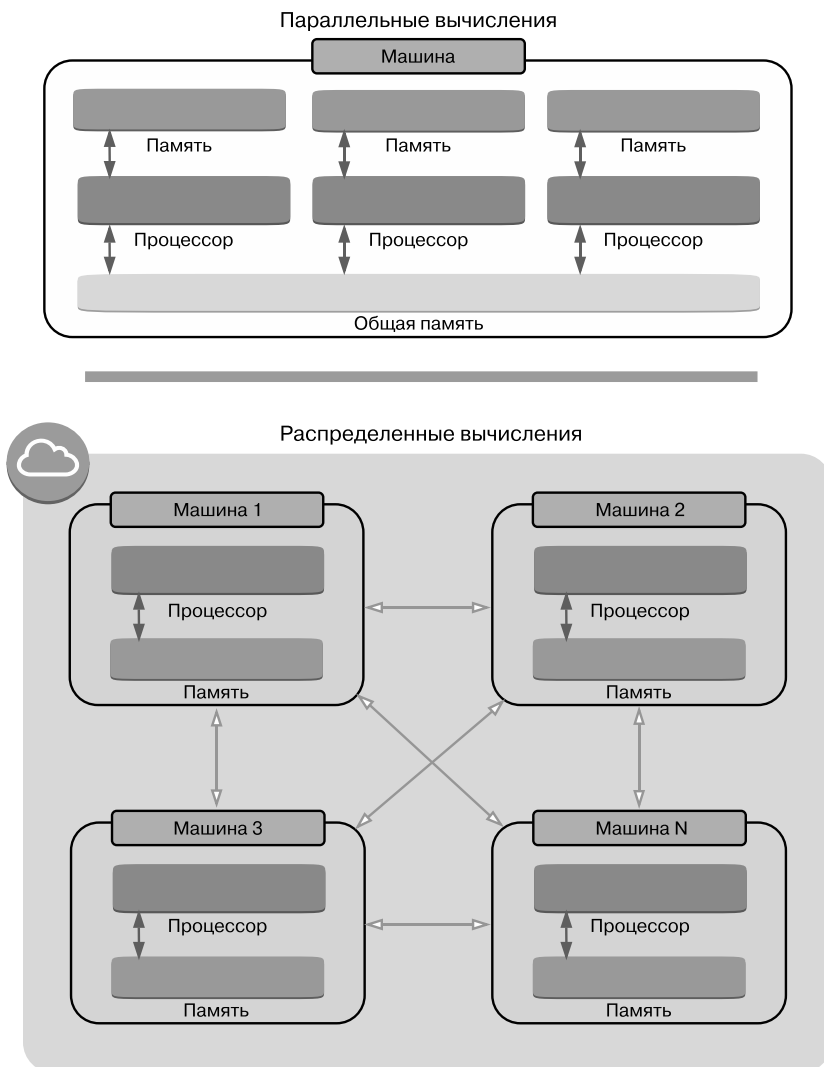 Параллельные вычисления
Машина
Память Память Память
Процессор Процессор Процессор
Общая память
Распределенные вычисления
Машина 1 Машина 2
Процессор Процессор
Память Память
Машина 3 Машина N
Процессор Процессор
Память Память